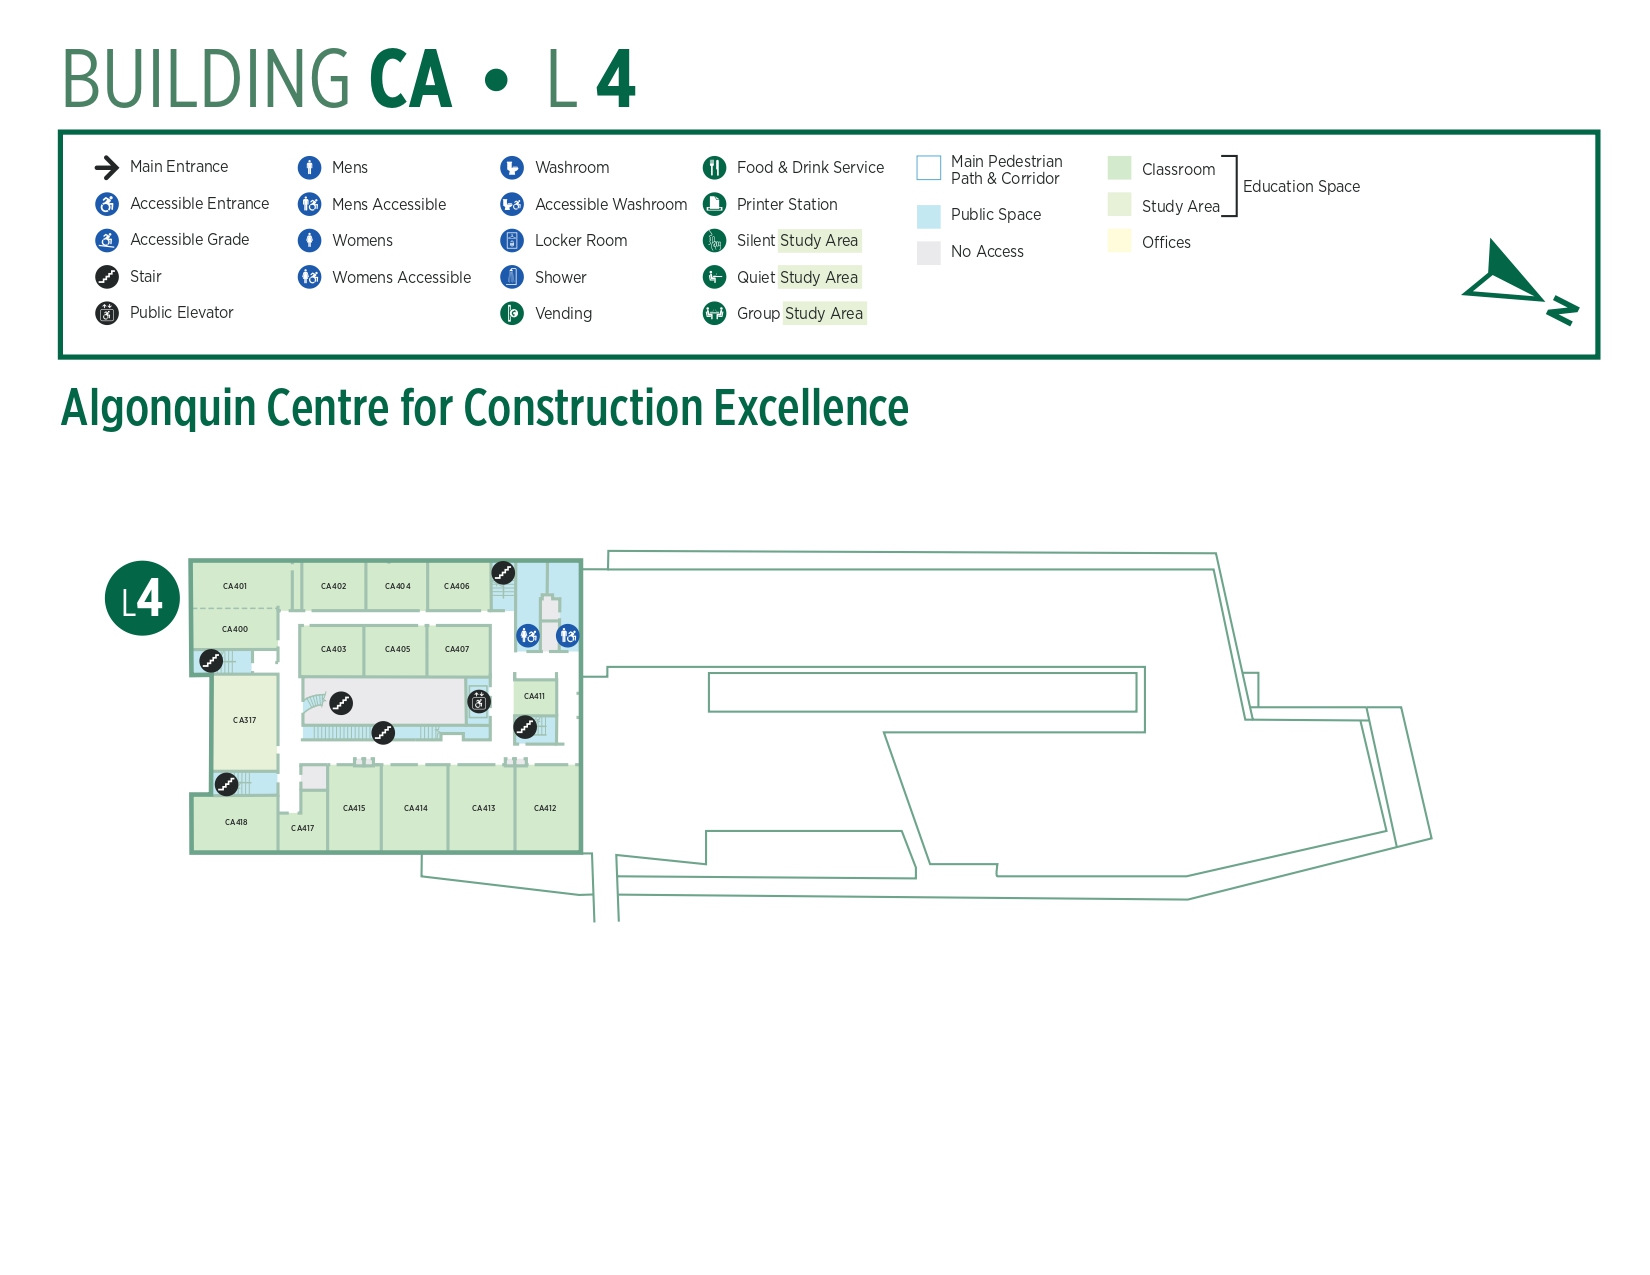 BUILDING CA • L 4
Main Entrance
Accessible Entrance
Accessible Grade
Stair
Public Elevator
Mens
Mens Accessible
Womens
Womens Accessible
Washroom
Accessible Washroom
Locker Room
Shower
Vending
Food & Drink Service
Printer Station
Silent Study Area
Quiet Study Area
Group Study Area
Main Pedestrian
Path & Corridor
Public Space
No Access
Classroom
Study Area
Offices
Education Space
N
Algonquin Centre for Construction Excellence
L4
CA401
CA402
CA404
CA406
CA400
CA403
CA405
CA407
CA411
CA317
CA415
CA414
CA413
CA412
CA418
CA417